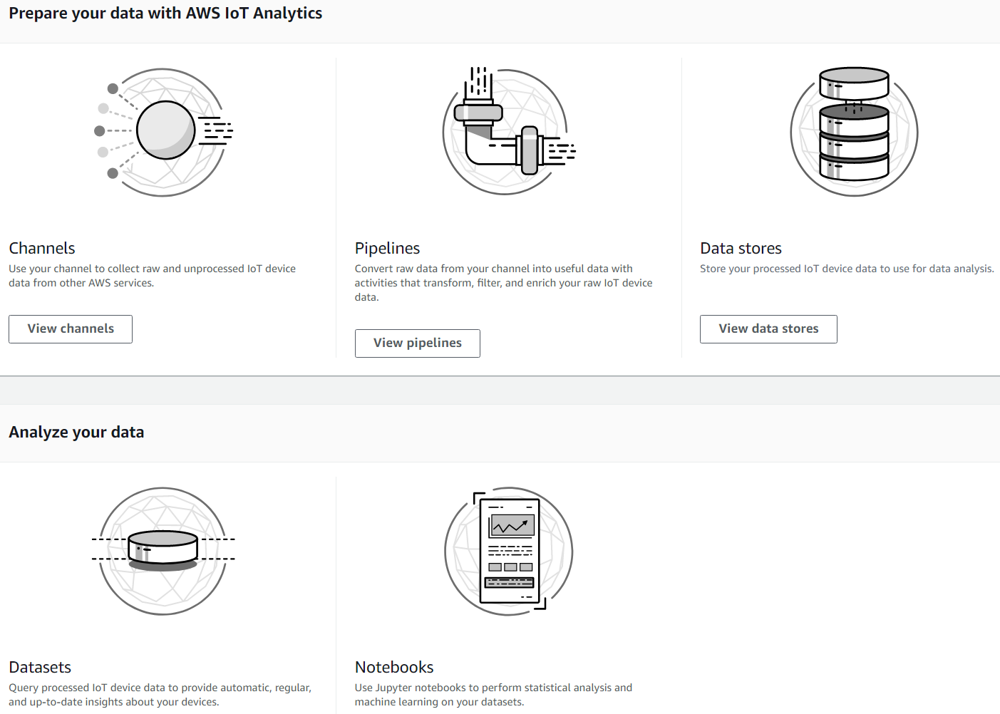 Prepare your data with AWS IoT Analytics
Channels
Use your channel to collect raw and unprocessed IoT device
data from other AWS services.
View channels
Pipelines
Convert raw data from your channel into useful data with
activities that transform, filter, and enrich your raw IoT device
data.
View pipelines
Data stores
Store your processed IoT device data to use for data analysis.
View data stores
Analyze your data
Datasets
Query processed IoT device data to provide automatic, regular,
and up-to-date insights about your devices.
Notebooks
Use Jupyter notebooks to perform statistical analysis and
machine learning on your datasets.